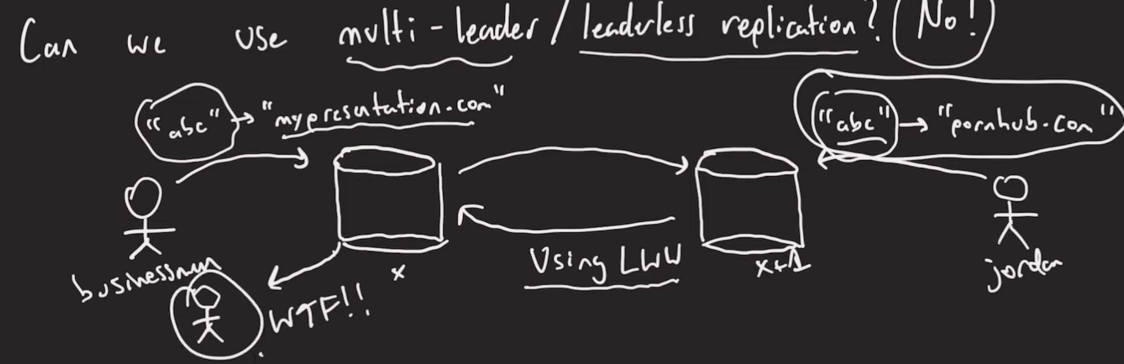 Can we use multi-leader / leaderless replication? No!
"abc" → "mypresentation.com"
"abc" → "pornhub.com"
businessman
x
Using LWW
x+1
jordan
WTF!!